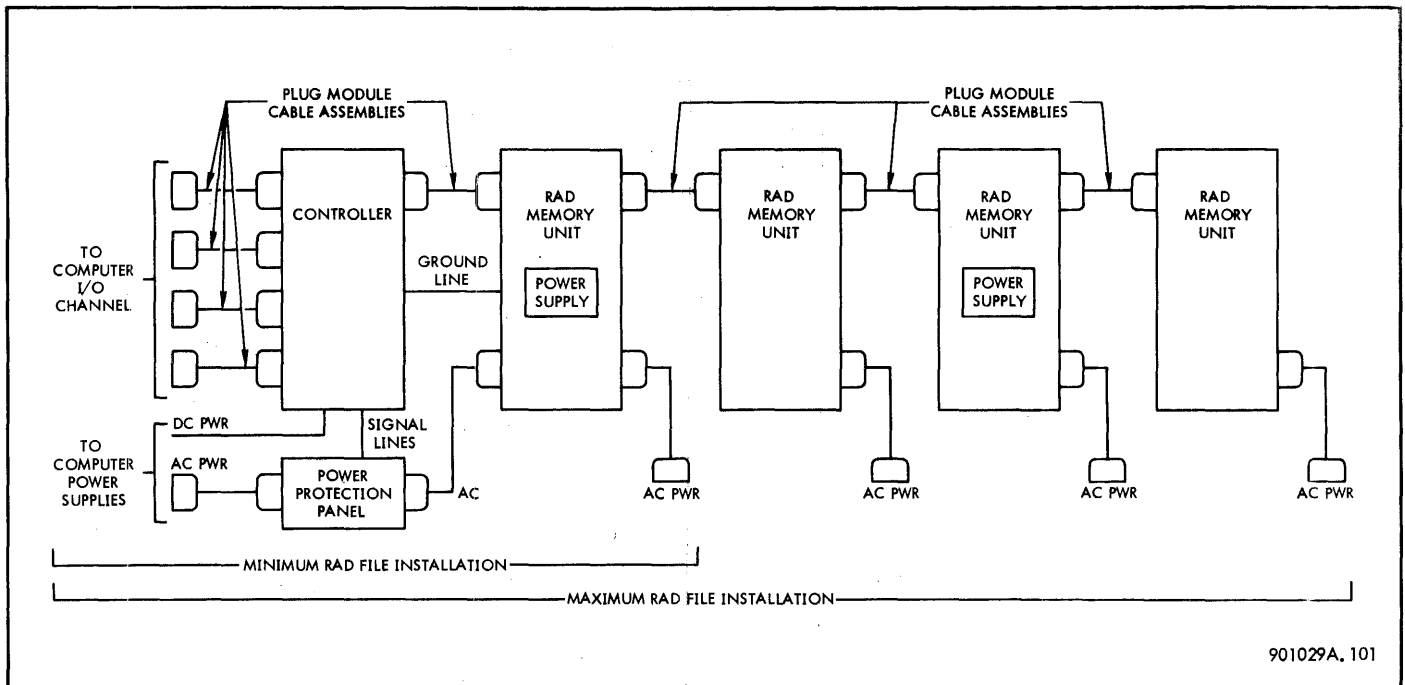 PLUG MODULE
CABLE ASSEMBLIES
PLUG MODULE
CABLE ASSEMBLIES
CONTROLLER
RAD
MEMORY
UNIT
RAD
MEMORY
UNIT
RAD
MEMORY
UNIT
RAD
MEMORY
UNIT
TO
COMPUTER
I/O
CHANNEL
GROUND
LINE
POWER
SUPPLY
POWER
SUPPLY
DC PWR
SIGNAL
LINES
TO
COMPUTER
POWER
SUPPLIES
AC PWR
POWER
PROTECTION
PANEL
AC
AC PWR
AC PWR
AC PWR
AC PWR
MINIMUM RAD FILE INSTALLATION
MAXIMUM RAD FILE INSTALLATION
901029A. 101